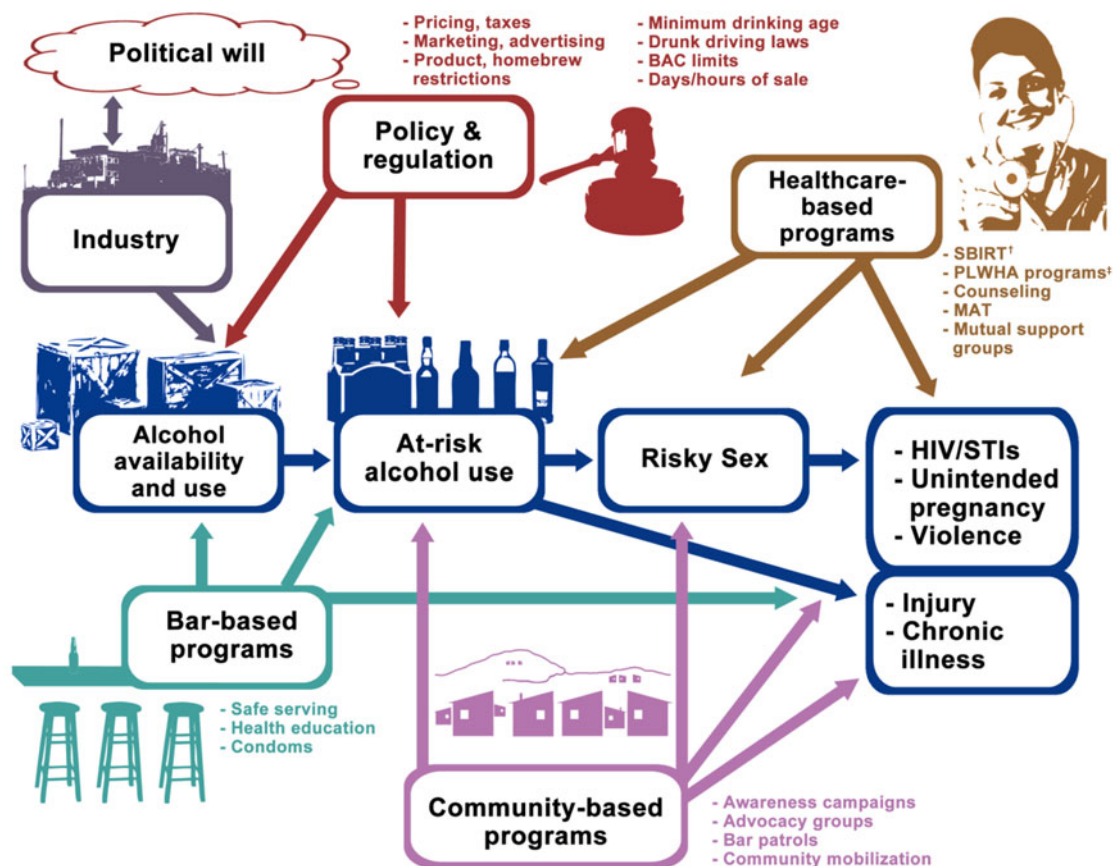 Political will
- Pricing, taxes
- Marketing, advertising
- Product, homebrew
restrictions
- Minimum drinking age
- Drunk driving laws
- BAC limits
- Days/hours of sale
Policy &
regulation
Industry
Healthcare-
based
programs
- SBIRT†
- PLWHA programs‡
- Counseling
- MAT
- Mutual support
groups
Alcohol
availability
and use
At-risk
alcohol use
Risky Sex
- HIV/STIs
- Unintended
pregnancy
- Violence
- Injury
- Chronic
illness
Bar-based
programs
- Safe serving
- Health education
- Condoms
Community-based
programs
- Awareness campaigns
- Advocacy groups
- Bar patrols
- Community mobilization